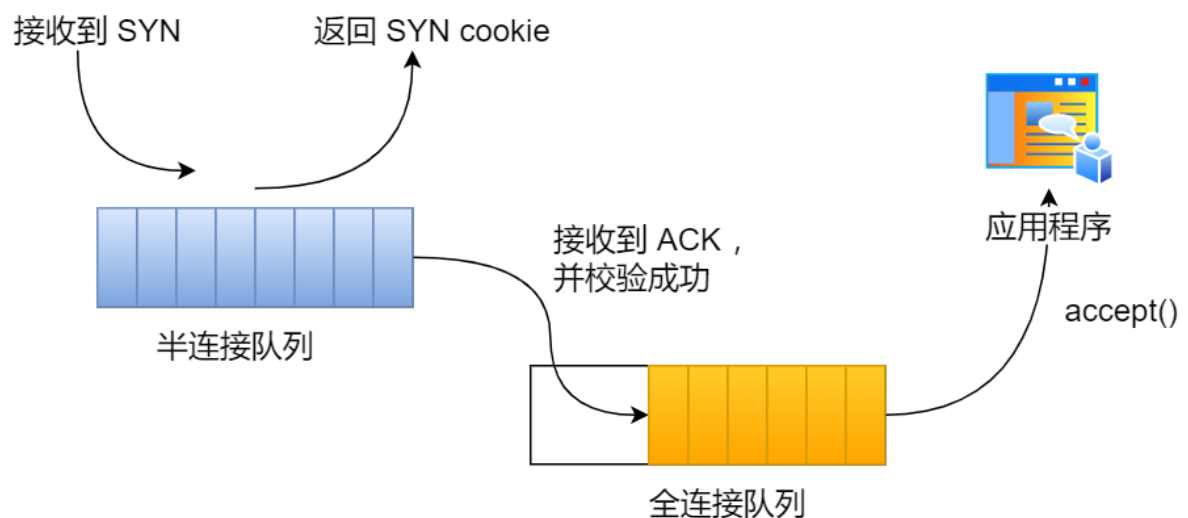 接收到 SYN
返回 SYN cookie
半连接队列
接收到 ACK，
并校验成功
全连接队列
应用程序
accept()